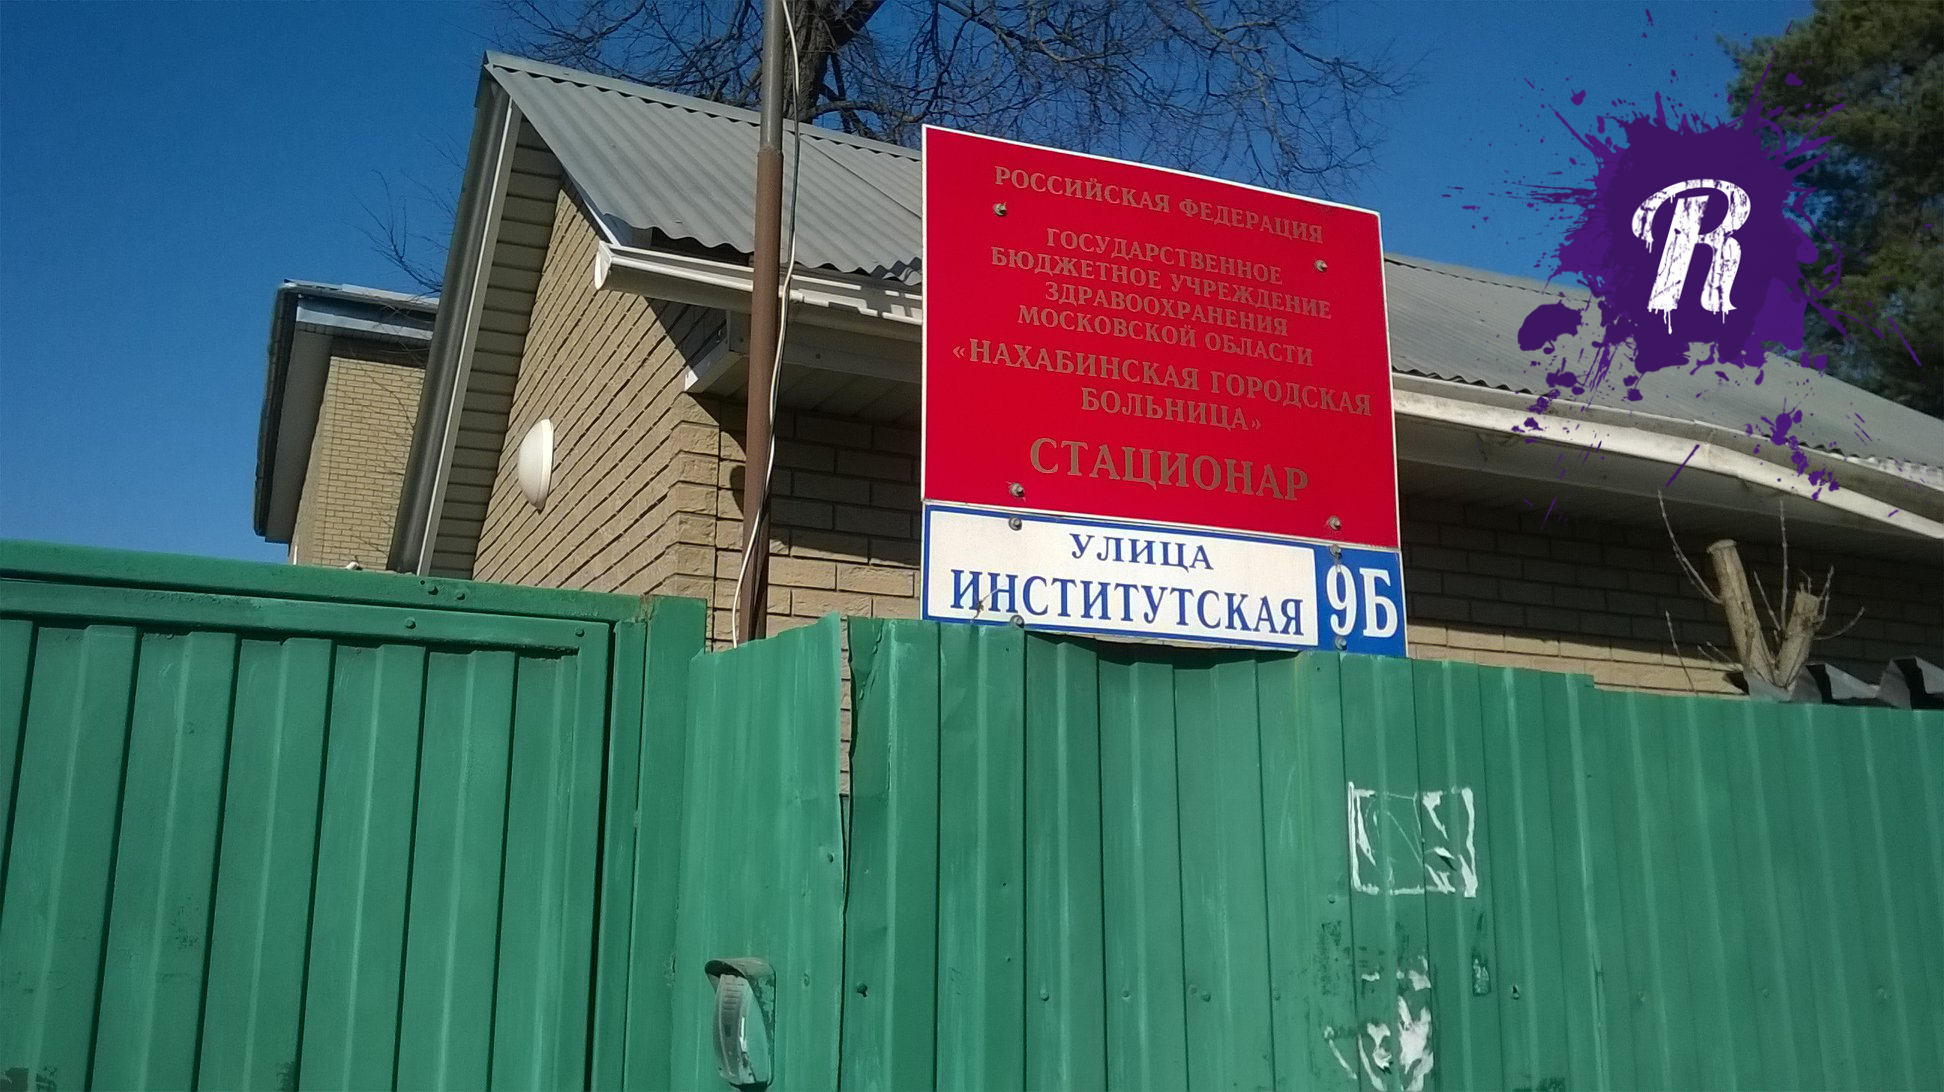 РОССИЙСКАЯ ФЕДЕРАЦИЯ
ГОСУДАРСТВЕННОЕ
БЮДЖЕТНОЕ УЧРЕЖДЕНИЕ
ЗДРАВООХРАНЕНИЯ
МОСКОВСКОЙ ОБЛАСТИ
«НАХАБИНСКАЯ ГОРОДСКАЯ
БОЛЬНИЦА»
СТАЦИОНАР
УЛИЦА
ИНСТИТУТСКАЯ 9Б
R